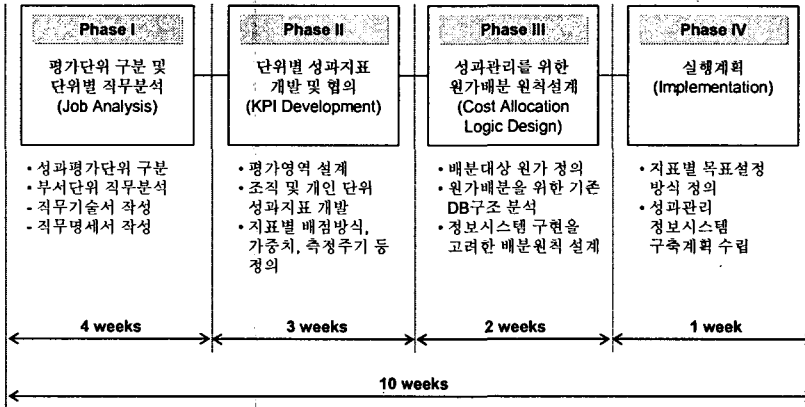 Phase I
평가단위 구분 및
단위별 직무분석
(Job Analysis)
• 성과평가단위 구분
• 부서단위 직무분석
- 직무기술서 작성
- 직무명세서 작성
4 weeks
Phase II
단위별 성과지표
개발 및 협의
(KPI Development)
• 평가영역 설계
• 조직 및 개인 단위
성과지표 개발
• 지표별 배점방식,
가중치, 측정주기 등
정의
3 weeks
Phase III
성과관리를 위한
원가배분 원칙설계
(Cost Allocation
Logic Design)
• 배분대상 원가 정의
• 원가배분을 위한 기존
DB구조 분석
• 정보시스템 구현을
고려한 배분원칙 설계
2 weeks
Phase IV
실행계획
(Implementation)
• 지표별 목표설정
방식 정의
• 성과관리
정보시스템
구축계획 수립
1 week
10 weeks